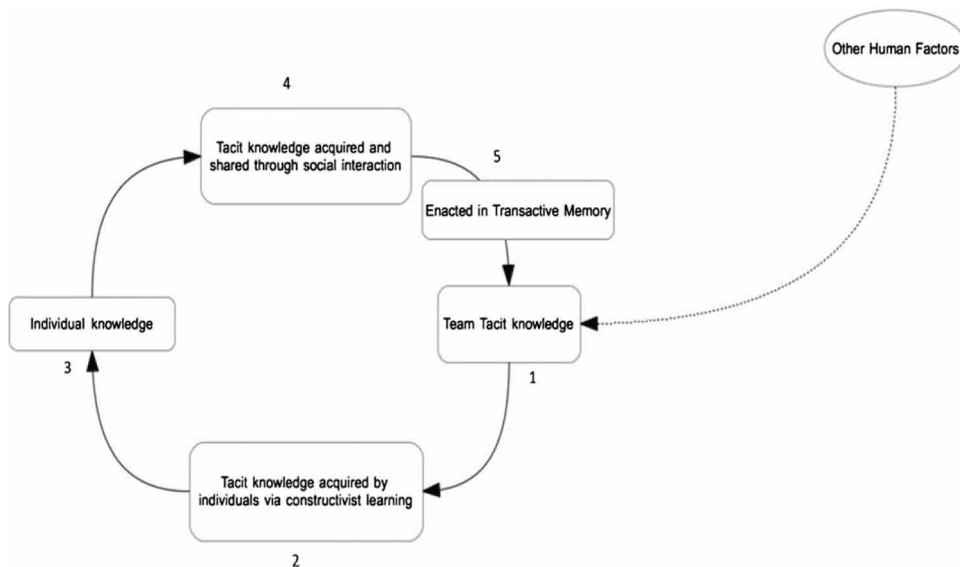 Other Human Factors
4
Tacit knowledge acquired and
shared through social interaction
5
Enacted in Transactive Memory
Individual knowledge
3
Team Tacit knowledge
1
Tacit knowledge acquired by
individuals via constructivist learning
2